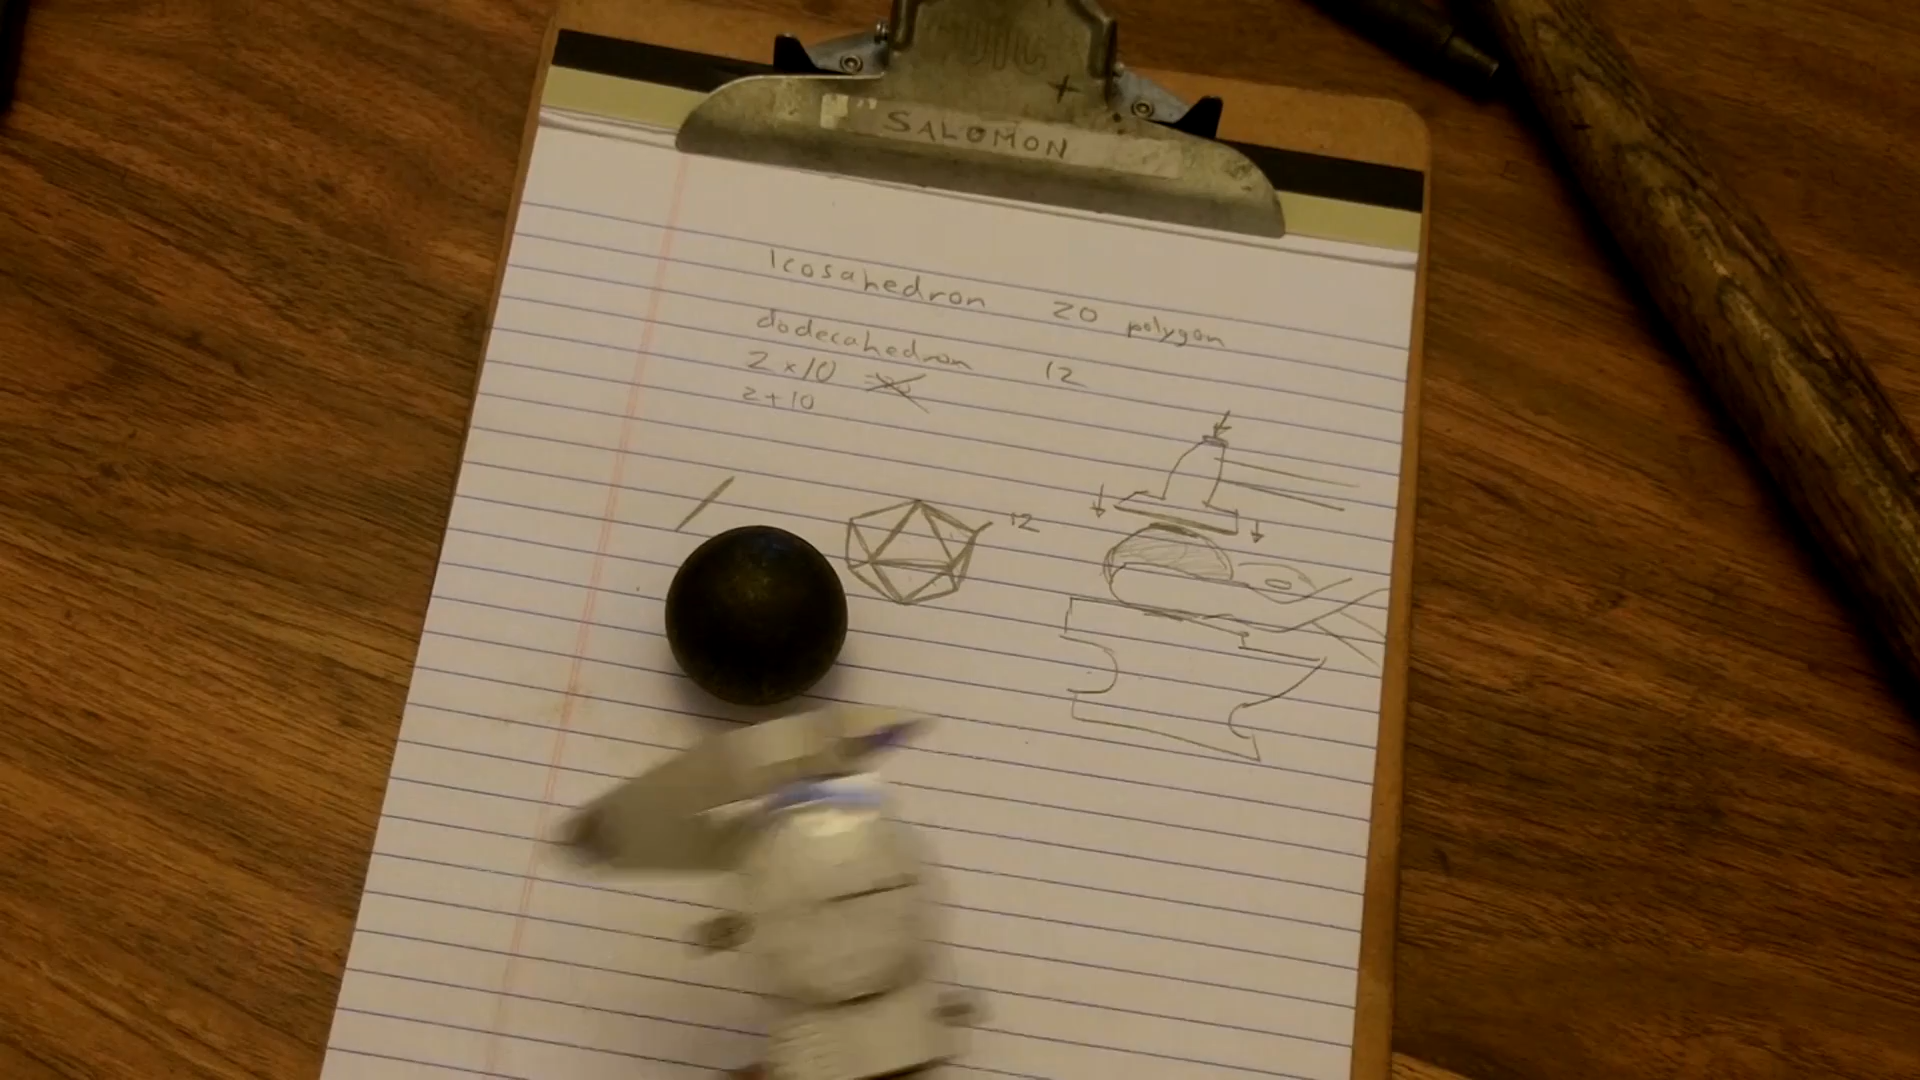 SALOMON
Icosahedron 20 polygon
dodecahedron 12
2 x 10
2 + 10
12